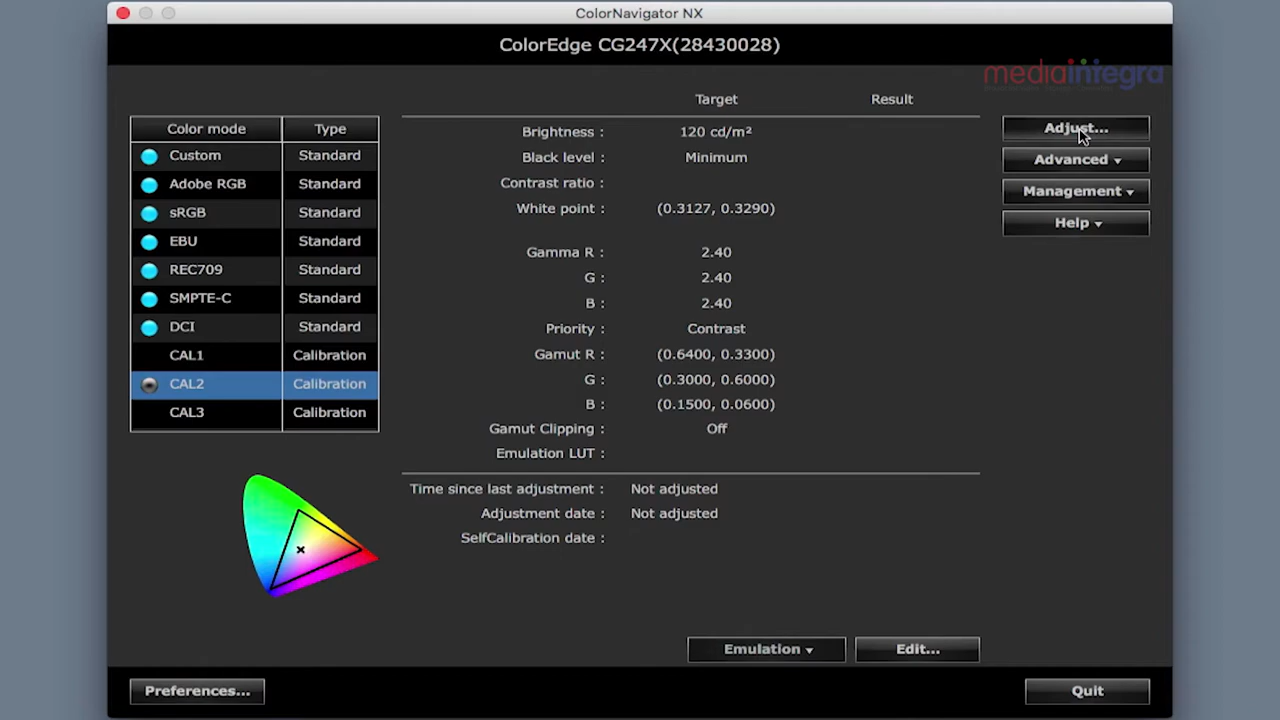 ColorNavigator NX
ColorEdge CG247X(28430028)
mediaintegra
Target Result
Color mode Type
Custom Standard
Adobe RGB Standard
sRGB Standard
EBU Standard
REC709 Standard
SMPTE-C Standard
DCI Standard
CAL1 Calibration
CAL2 Calibration
CAL3 Calibration
Brightness : 120 cd/m²
Black level : Minimum
Contrast ratio :
White point : (0.3127, 0.3290)
Gamma R : 2.40
G : 2.40
B : 2.40
Priority : Contrast
Gamut R : (0.6400, 0.3300)
G : (0.3000, 0.6000)
B : (0.1500, 0.0600)
Gamut Clipping : Off
Emulation LUT :
Time since last adjustment : Not adjusted
Adjustment date : Not adjusted
SelfCalibration date :
Adjust...
Advanced
Management
Help
Emulation Edit...
Preferences... Quit